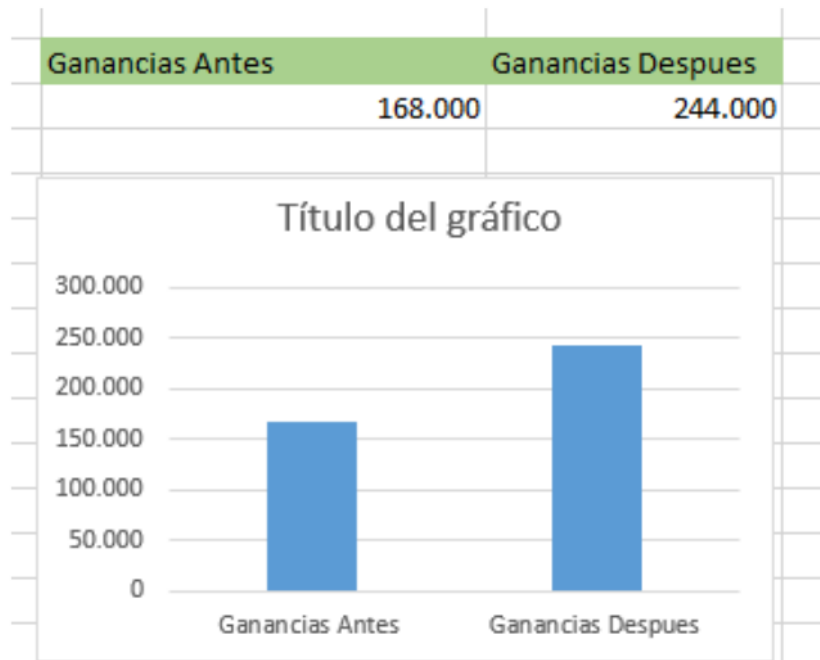 Ganancias Antes Ganancias Despues
168.000 244.000
Título del gráfico
300.000
250.000
200.000
150.000
100.000
50.000
0
Ganancias Antes Ganancias Despues